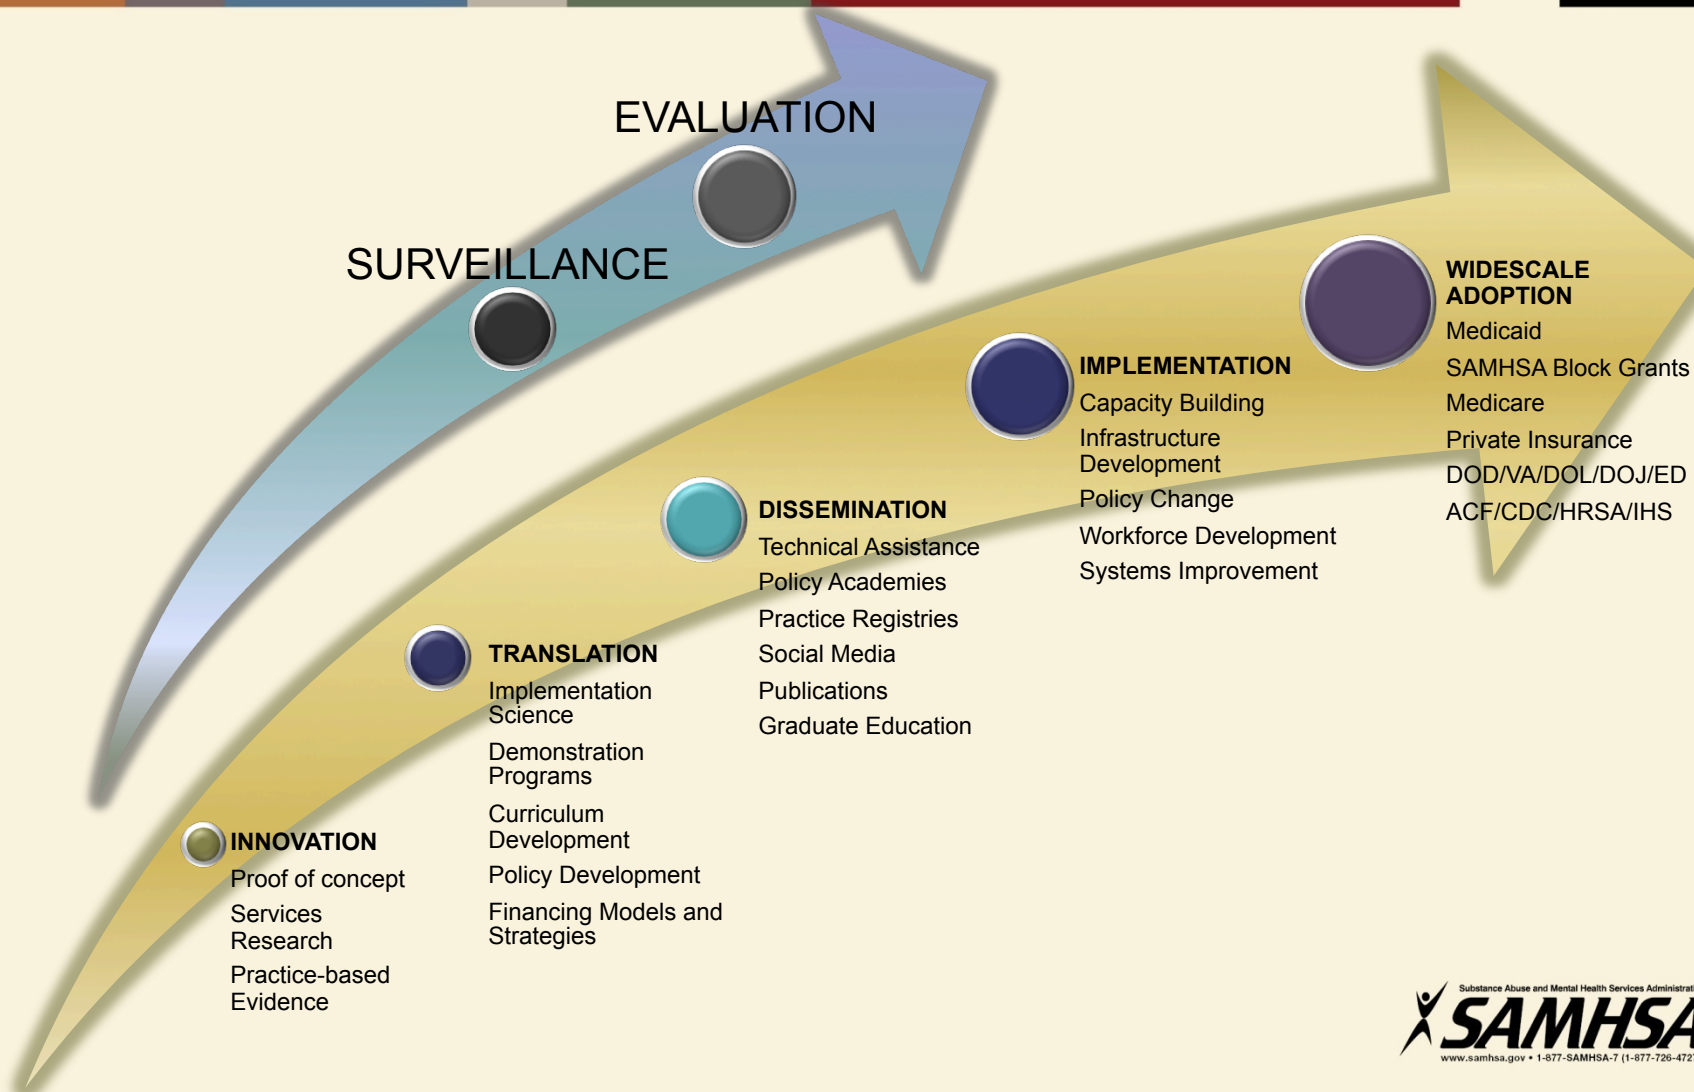 EVALUATION
SURVEILLANCE
WIDESCALE
ADOPTION
Medicaid
SAMHSA Block Grants
Medicare
Private Insurance
DOD/VA/DOL/DOJ/ED
ACF/CDC/HRSA/IHS
IMPLEMENTATION
Capacity Building
Infrastructure
Development
Policy Change
Workforce Development
Systems Improvement
DISSEMINATION
Technical Assistance
Policy Academies
Practice Registries
Social Media
Publications
Graduate Education
TRANSLATION
Implementation
Science
Demonstration
Programs
Curriculum
Development
Policy Development
Financing Models and
Strategies
INNOVATION
Proof of concept
Services
Research
Practice-based
Evidence
Substance Abuse and Mental Health Services Administrati
SAMHSA
www.samhsa.gov • 1-877-SAMHSA-7 (1-877-726-4727